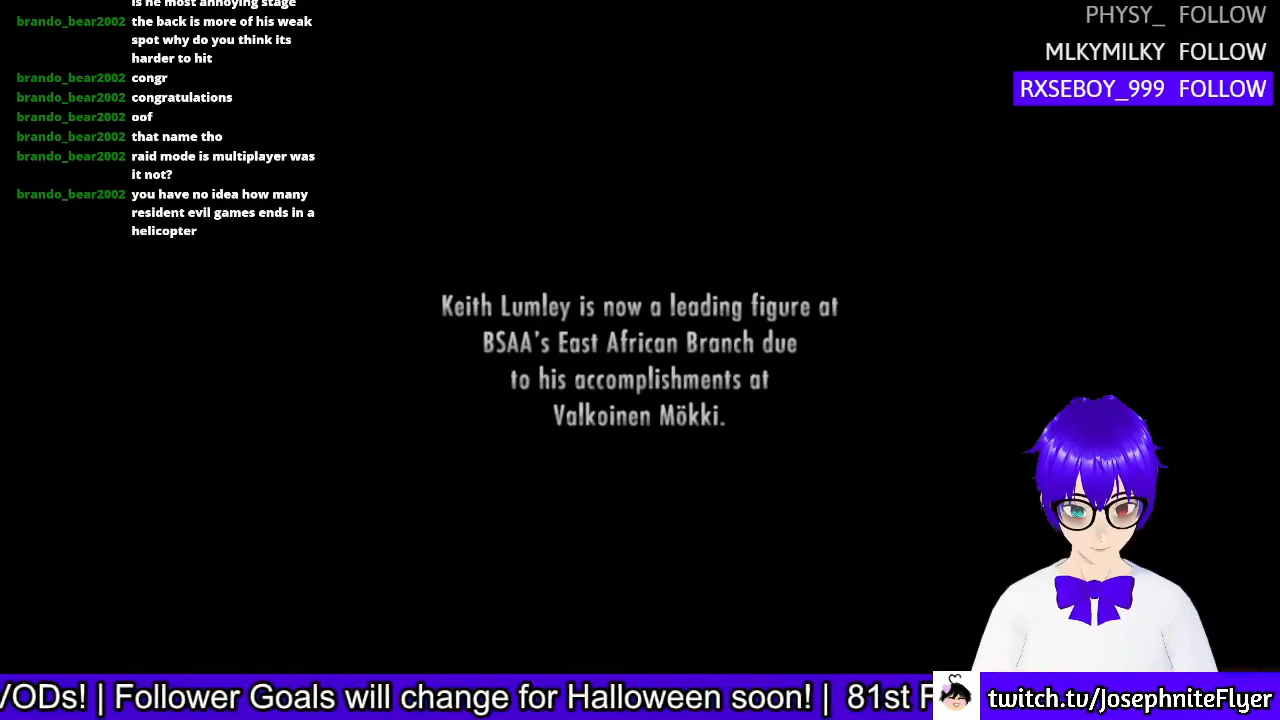 is he most annoying stage
brando_bear2002 the back is more of his weak
spot why do you think its
harder to hit
brando_bear2002 congr
brando_bear2002 congratulations
brando_bear2002 oof
brando_bear2002 that name tho
brando_bear2002 raid mode is multiplayer was
it not?
brando_bear2002 you have no idea how many
resident evil games ends in a
helicopter
PHYSY_ FOLLOW
MLKYMILKY FOLLOW
RXSEBOY_999 FOLLOW
Keith Lumley is now a leading figure at
BSAA's East African Branch due
to his accomplishments at
Valkoinen Mökki.
VODs! | Follower Goals will change for Halloween soon! | 81st F
twitch.tv/JosephniteFlyer